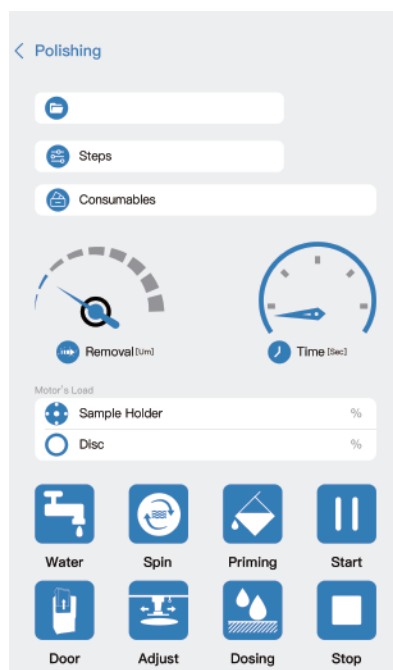 Polishing
Steps
Consumables
Removal [Um]
Time [Sec]
Motor's Load
Sample Holder %
Disc %
Water Spin Priming Start
Door Adjust Dosing Stop